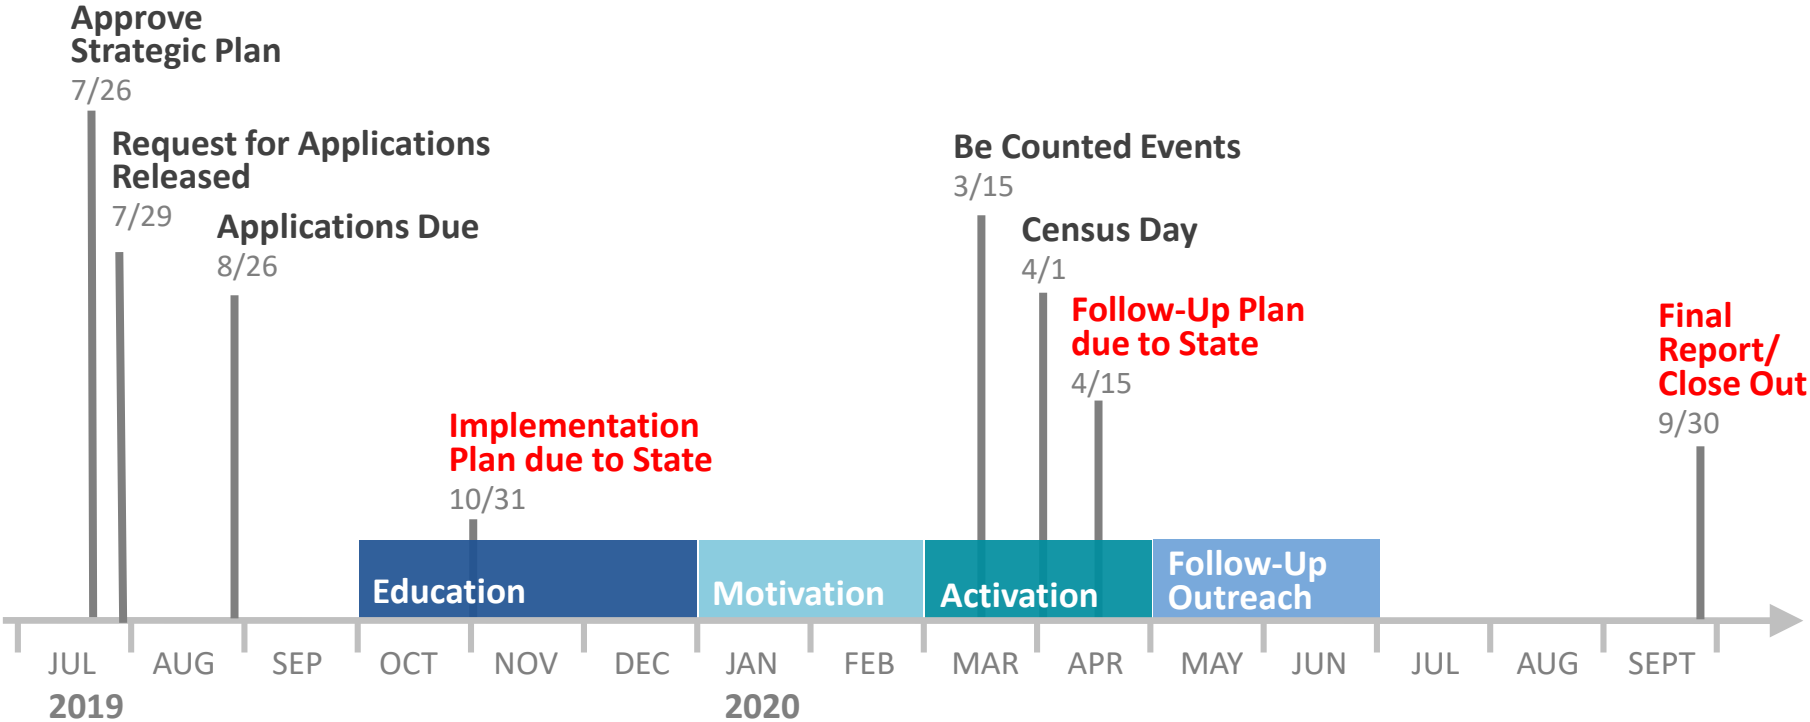 Approve
Strategic Plan
7/26
Request for Applications
Released
7/29
Applications Due
8/26
Implementation
Plan due to State
10/31
Be Counted Events
3/15
Census Day
4/1
Follow-Up Plan
due to State
4/15
Final
Report/
Close Out
9/30
Education
Motivation
Activation
Follow-Up
Outreach
JUL AUG SEP OCT NOV DEC JAN FEB MAR APR MAY JUN JUL AUG SEPT
2019 2020